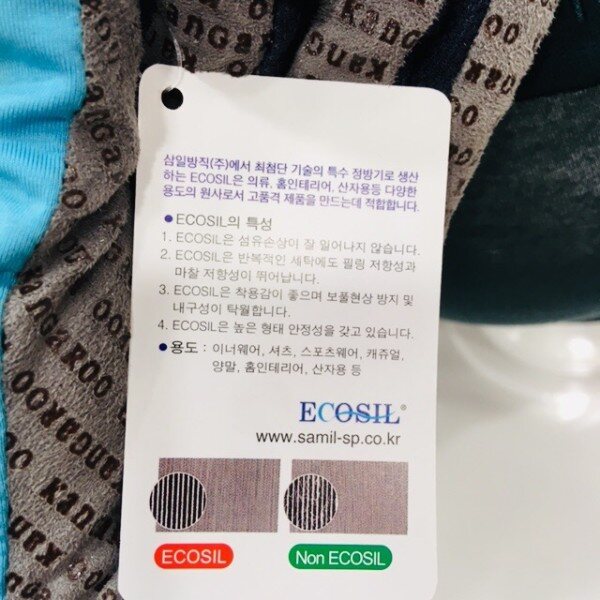 삼일방직(주)에서 최첨단 기술의 특수 정방기로 생산
하는 ECOSIL은 의류, 홈인테리어, 산자용등 다양한
용도의 원사로서 고품격 제품을 만드는데 적합합니다.
● ECOSIL의 특성
1. ECOSIL은 섬유손상이 잘 일어나지 않습니다.
2. ECOSIL은 반복적인 세탁에도 필링 저항성과
마찰 저항성이 뛰어납니다.
3. ECOSIL은 착용감이 좋으며 보풀현상 방지 및
내구성이 탁월합니다.
4. ECOSIL은 높은 형태 안정성을 갖고 있습니다.
● 용도 : 이너웨어, 셔츠, 스포츠웨어, 캐쥬얼,
양말, 홈인테리어, 산자용 등
ECOSIL®
www.samil-sp.co.kr
ECOSIL
Non ECOSIL
KanGaROO